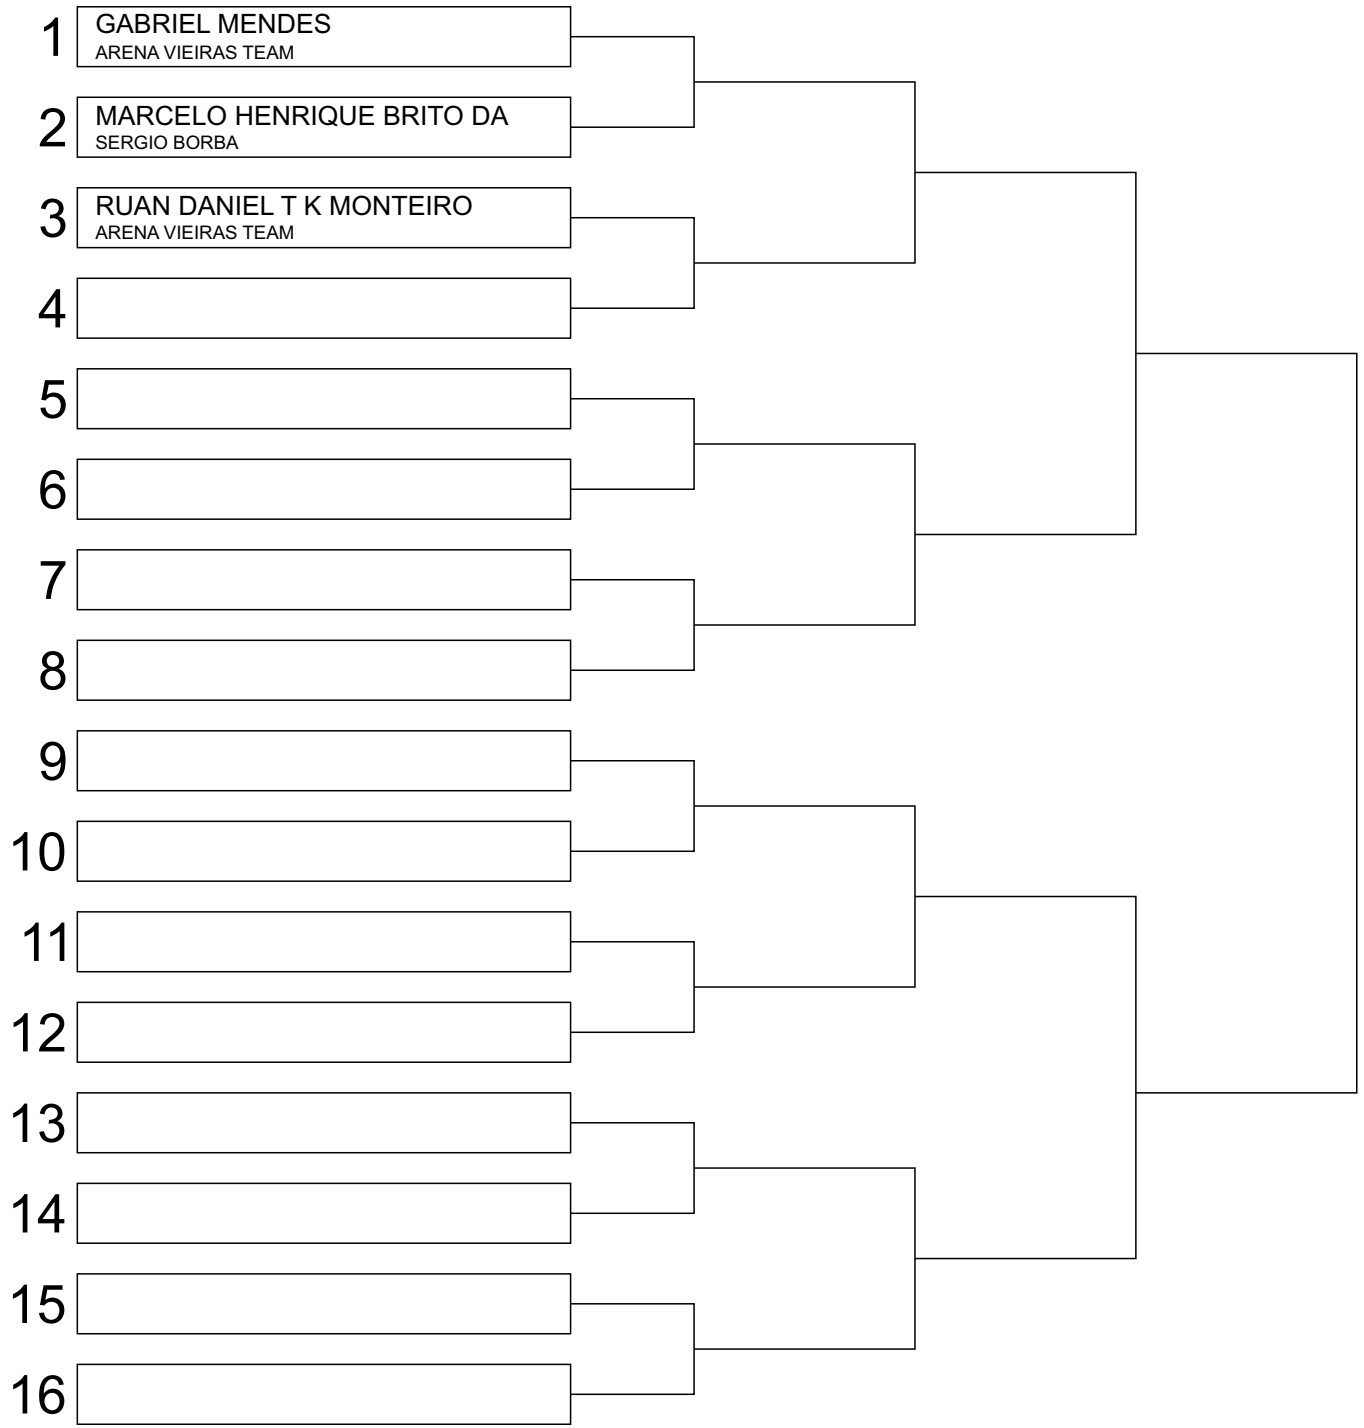 1
GABRIEL MENDES
ARENA VIEIRAS TEAM
2
MARCELO HENRIQUE BRITO DA
SERGIO BORBA
3
RUAN DANIEL T K MONTEIRO
ARENA VIEIRAS TEAM
4
5
6
7
8
9
10
11
12
13
14
15
16